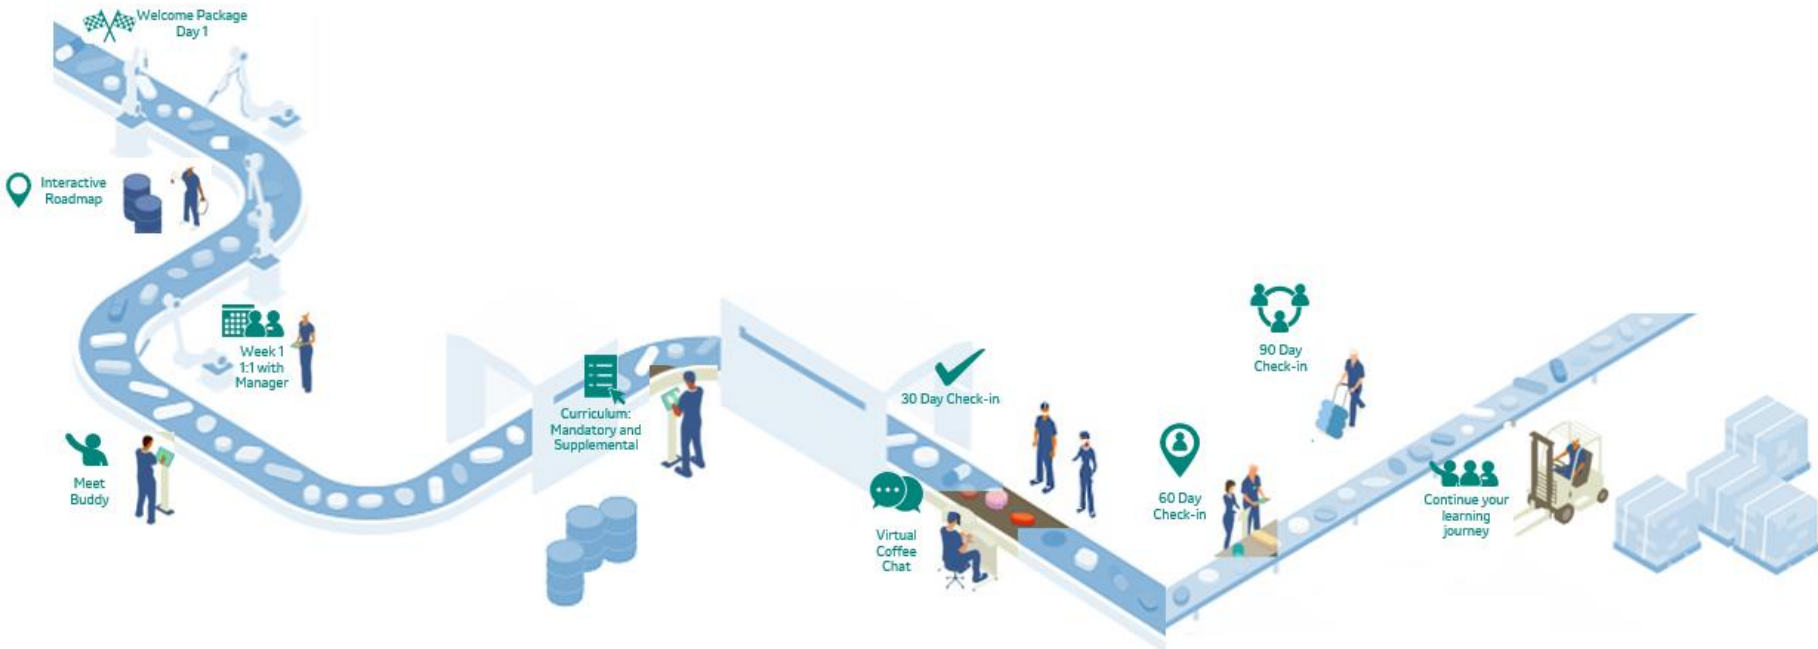 Welcome Package
Day 1
Interactive
Roadmap
Week 1
1:1 with
Manager
Meet
Buddy
Curriculum:
Mandatory and
Supplemental
30 Day Check-in
Virtual
Coffee
Chat
60 Day
Check-in
90 Day
Check-in
Continue your
learning
journey